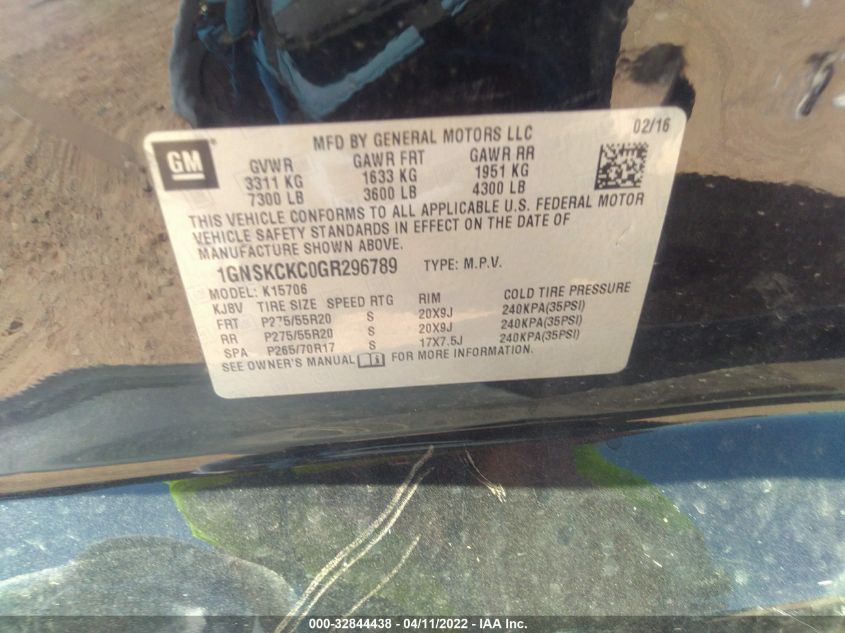 MFD BY GENERAL MOTORS LLC 02/16
GM
GVWR GAWR FRT GAWR RR
3311 KG 1633 KG 1951 KG
7300 LB 3600 LB 4300 LB
THIS VEHICLE CONFORMS TO ALL APPLICABLE U.S. FEDERAL MOTOR
VEHICLE SAFETY STANDARDS IN EFFECT ON THE DATE OF
MANUFACTURE SHOWN ABOVE.
1GNSKCKC0GR296789 TYPE: M.P.V.
MODEL: K15706
KJBV TIRE SIZE SPEED RTG RIM COLD TIRE PRESSURE
FRT P275/55R20 S 20X9J 240KPA(35PSI)
RR P275/55R20 S 20X9J 240KPA(35PSI)
SPA P265/70R17 S 17X7.5J 240KPA(35PSI)
SEE OWNER'S MANUAL FOR MORE INFORMATION.
000-32844438 - 04/11/2022 - IAA Inc.